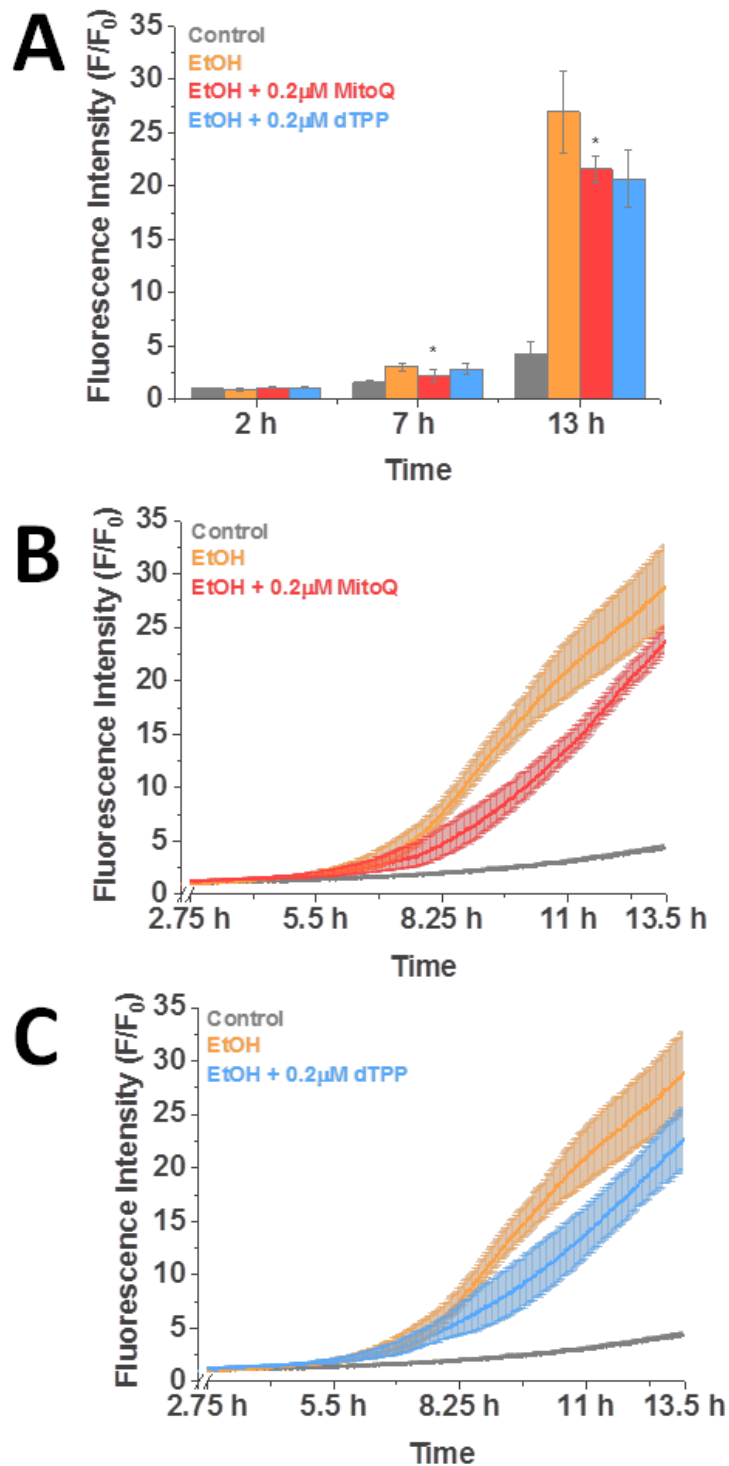 A
Fluorescence Intensity (F/F0)
35
30
25
20
15
10
5
0
Control
EtOH
EtOH + 0.2μM MitoQ
EtOH + 0.2μM dTPP
*
*
2 h 7 h 13 h
Time
B
Fluorescence Intensity (F/F0)
35
30
25
20
15
10
5
0
Control
EtOH
EtOH + 0.2μM MitoQ
2.75 h 5.5 h 8.25 h 11 h 13.5 h
Time
C
Fluorescence Intensity (F/F0)
35
30
25
20
15
10
5
0
Control
EtOH
EtOH + 0.2μM dTPP
2.75 h 5.5 h 8.25 h 11 h 13.5 h
Time